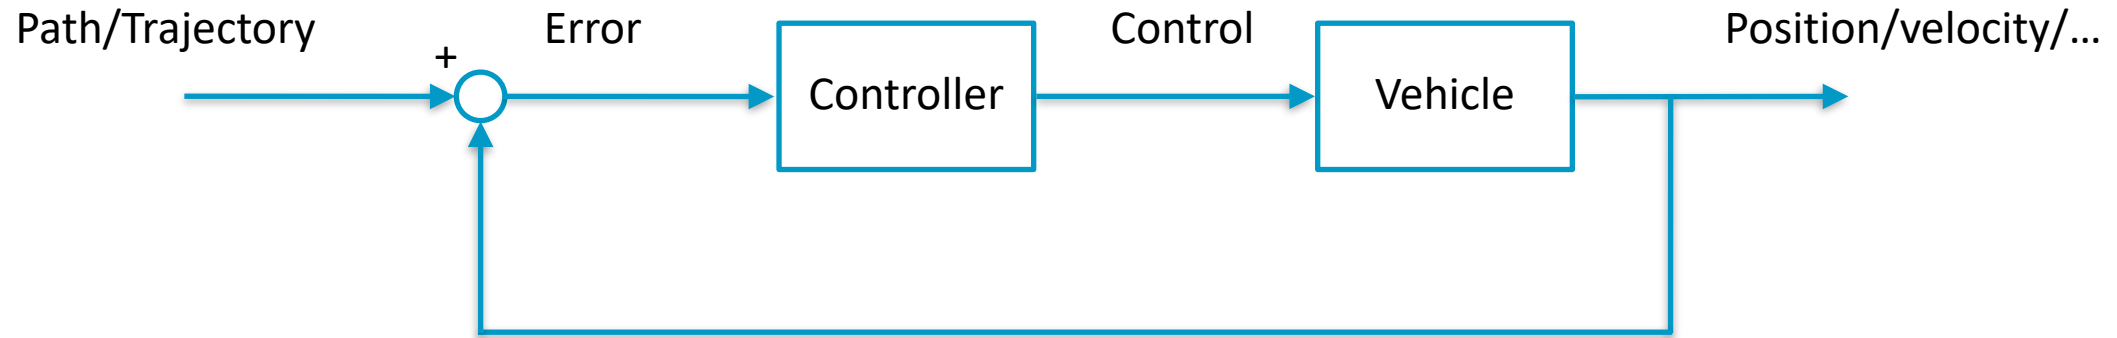 Path/Trajectory
+
Error
Controller
Control
Vehicle
Position/velocity/…